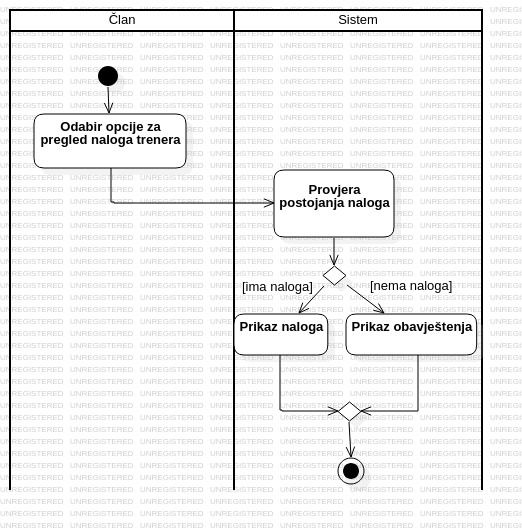 Član
Sistem
Odabir opcije za
pregled naloga trenera
Provjera
postojanja naloga
[ima naloga]
[nema naloga]
Prikaz naloga
Prikaz obavještenja
UNREGISTERED